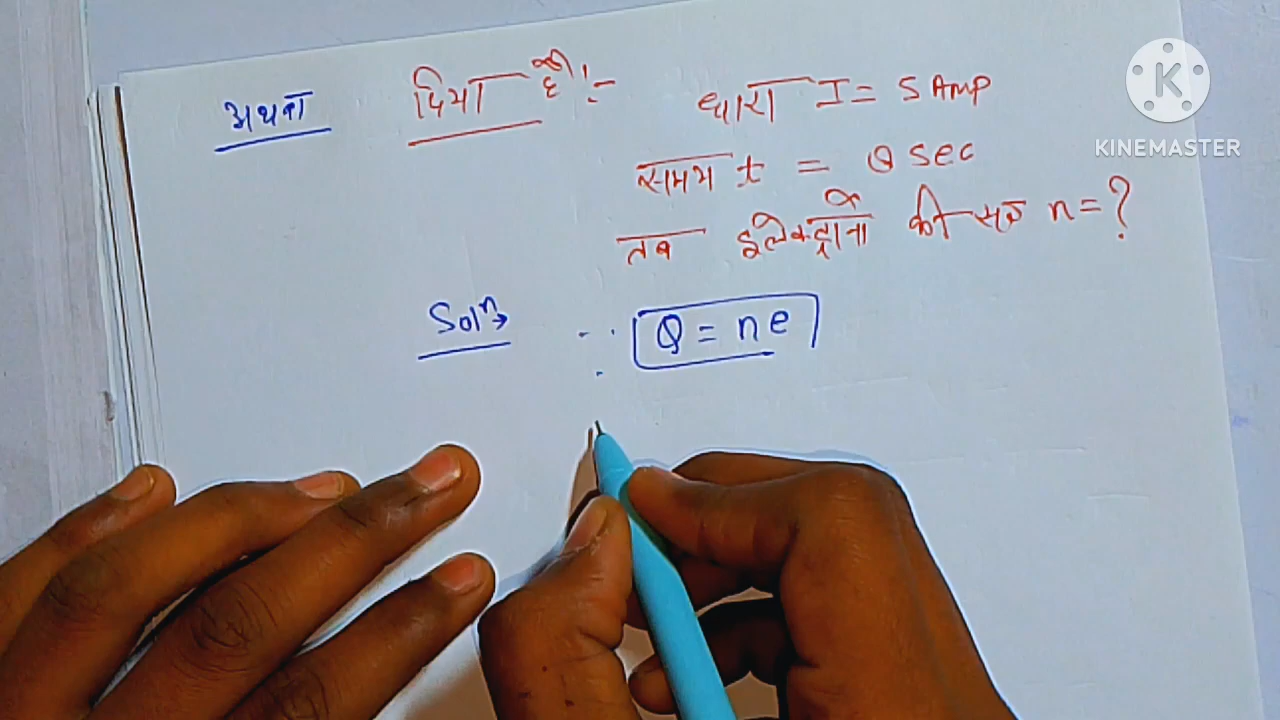 अथवा दिया है :- धारा I = 5 Amp
समय t = 8 sec
तब इलेक्ट्रानो की सं० n = ?
Solⁿ→ ∵ Q = ne
KINEMASTER